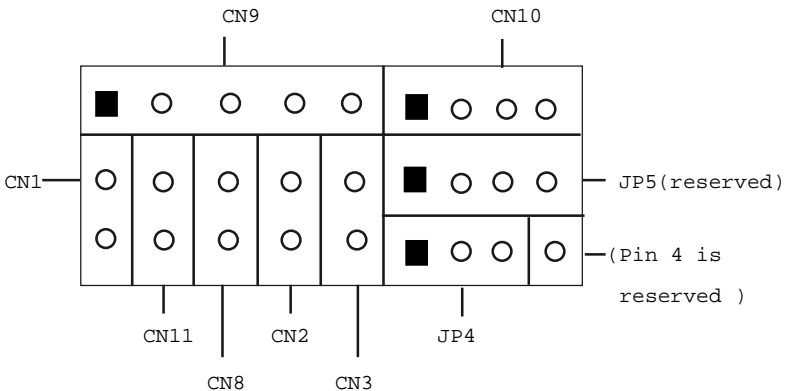 CN9
CN10
CN1
JP5(reserved)
(Pin 4 is
reserved )
CN11
CN2
JP4
CN8
CN3